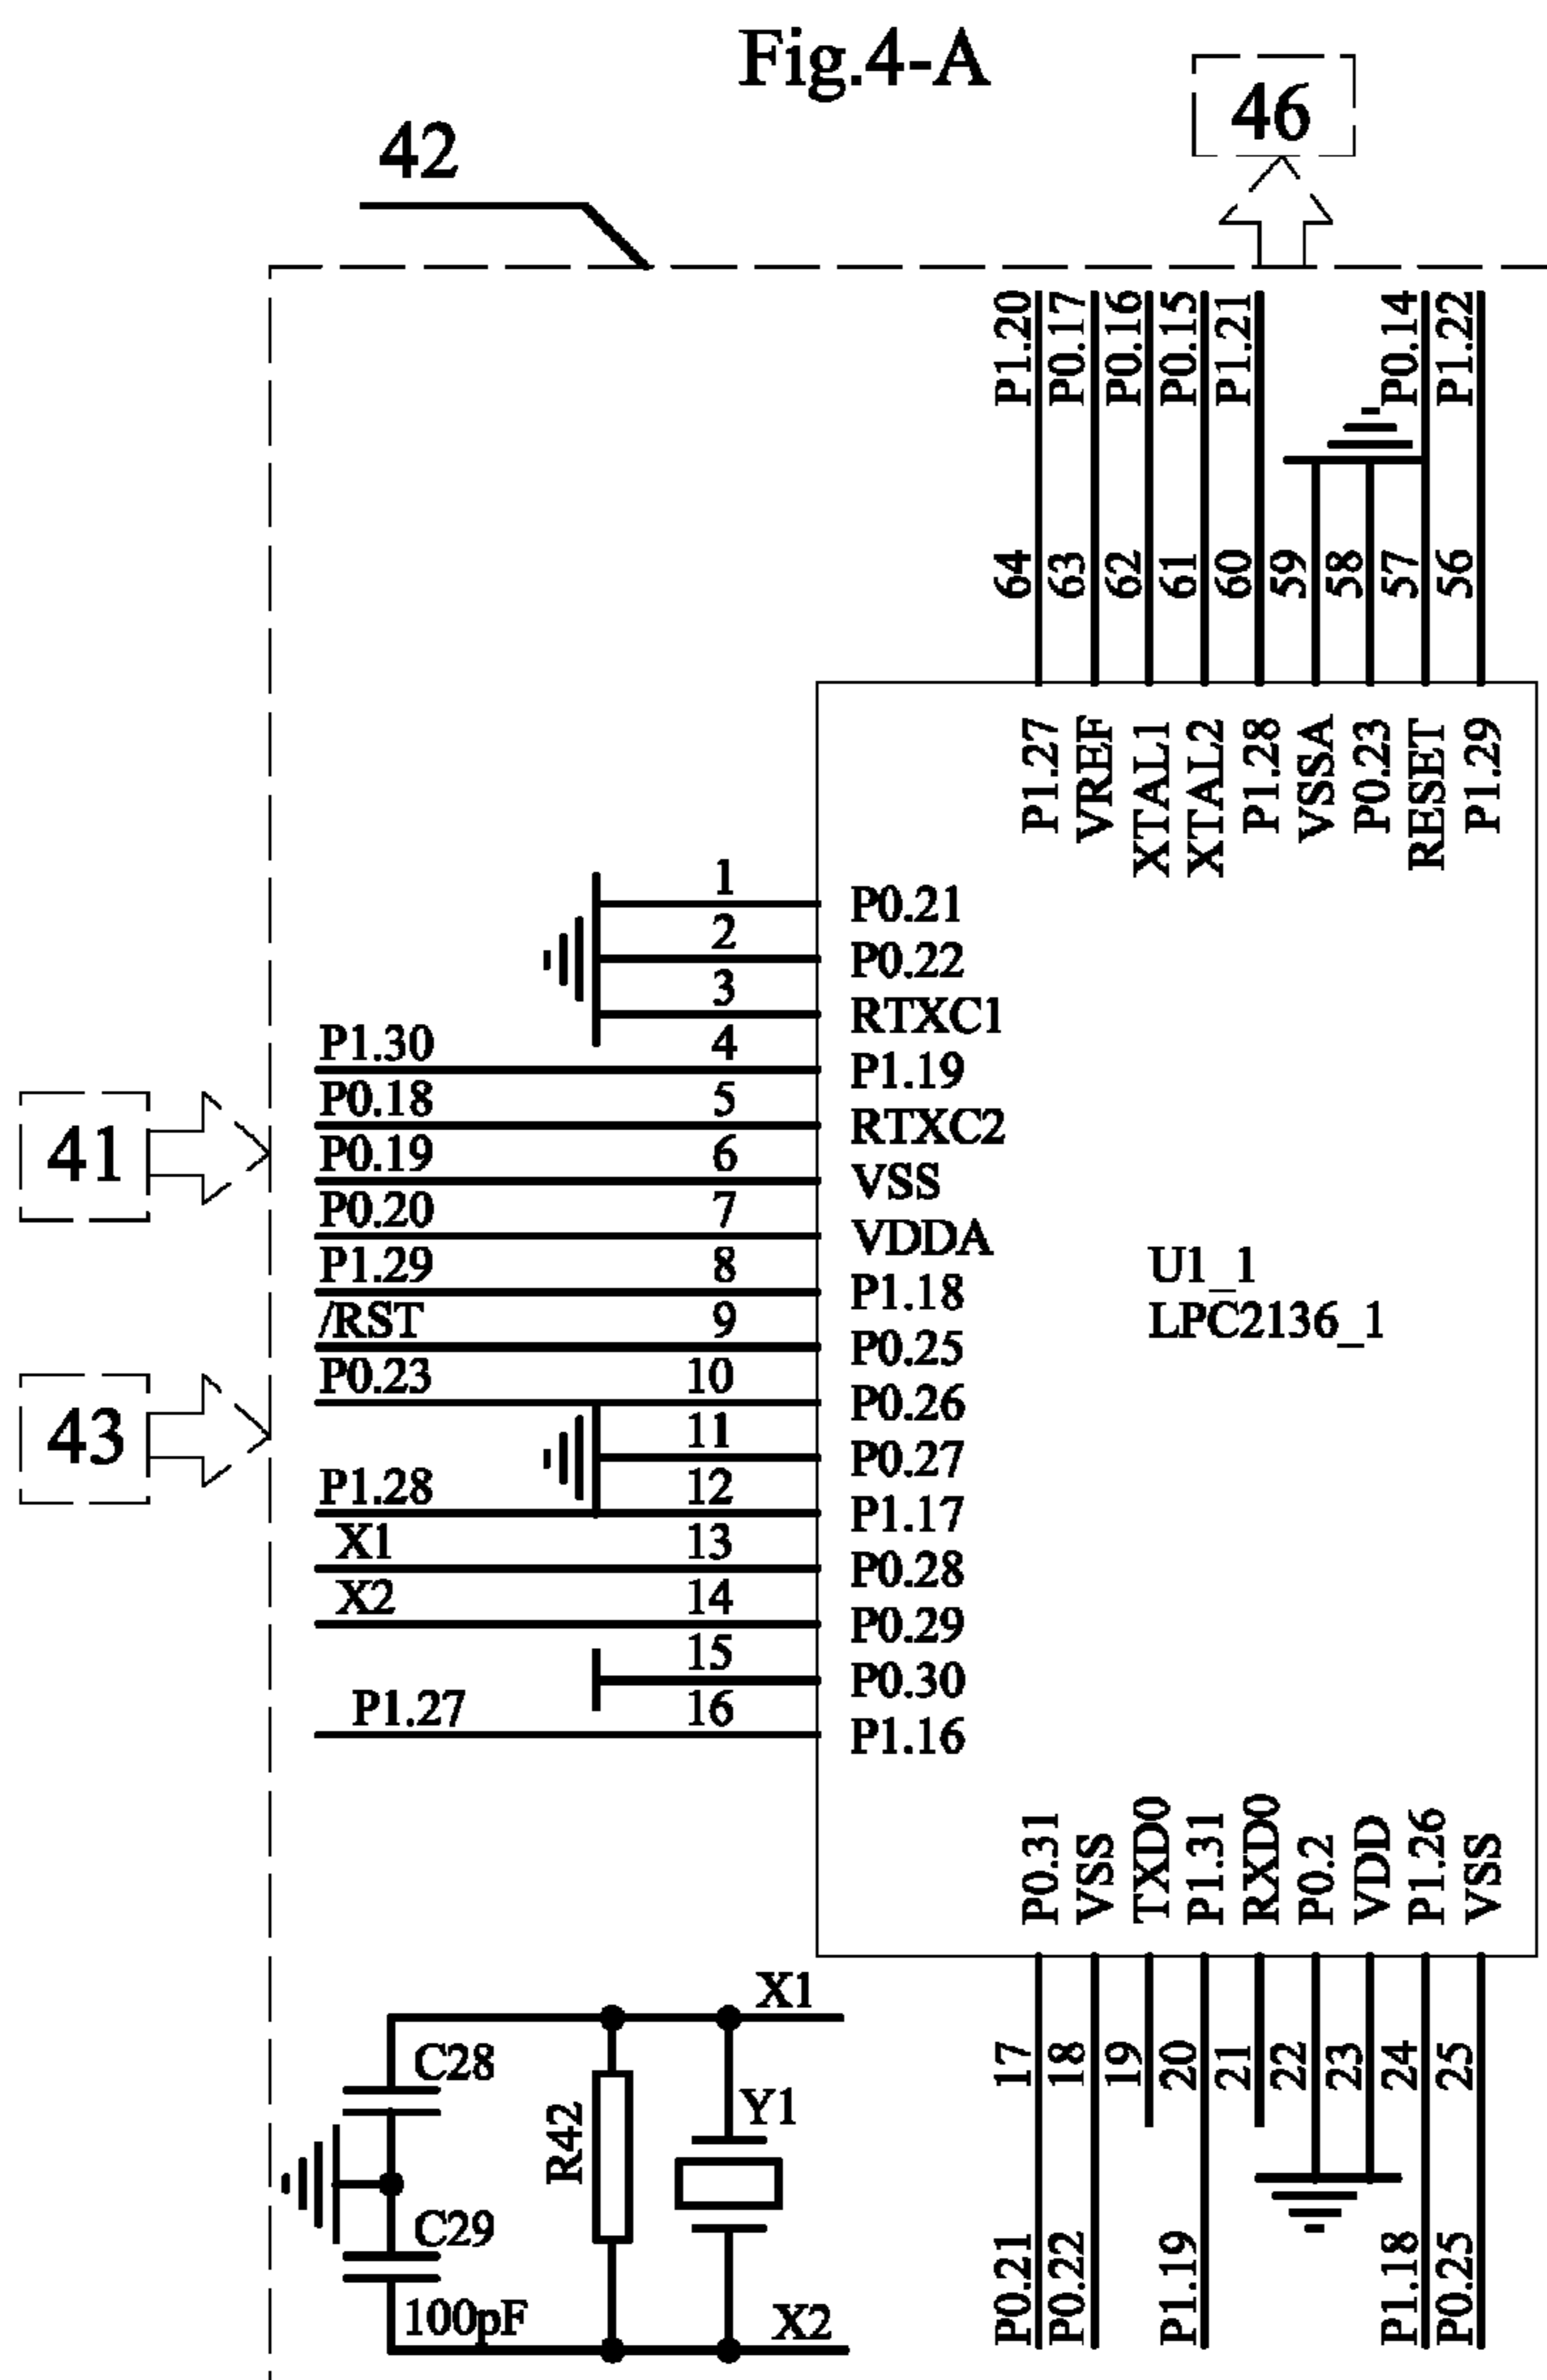 Fig.4-A
46
42
P1.20
P0.17
P0.16
P0.15
P1.21
P0.14
P1.22
64
63
62
61
60
59
58
57
56
P1.27
VREF
XTAL1
XTAL2
P1.28
VSSA
P0.23
RESET
P1.29
1
P0.21
2
P0.22
3
RTXC1
P1.30
4
P1.19
P0.18
5
RTXC2
P0.19
6
VSS
P0.20
7
VDDA
P1.29
8
P1.18
/RST
9
P0.25
P0.23
10
P0.26
11
P0.27
P1.28
12
P1.17
X1
13
P0.28
X2
14
P0.29
15
P0.30
P1.27
16
P1.16
41
43
U1_1
LPC2136_1
P0.31
VSS
TXD0
P1.31
RXD0
P0.2
VDD
P1.26
VSS
17
18
19
20
21
22
23
24
25
P0.21
P0.22
P1.19
P1.18
P0.25
X1
C28
R42
Y1
C29
100pF
X2